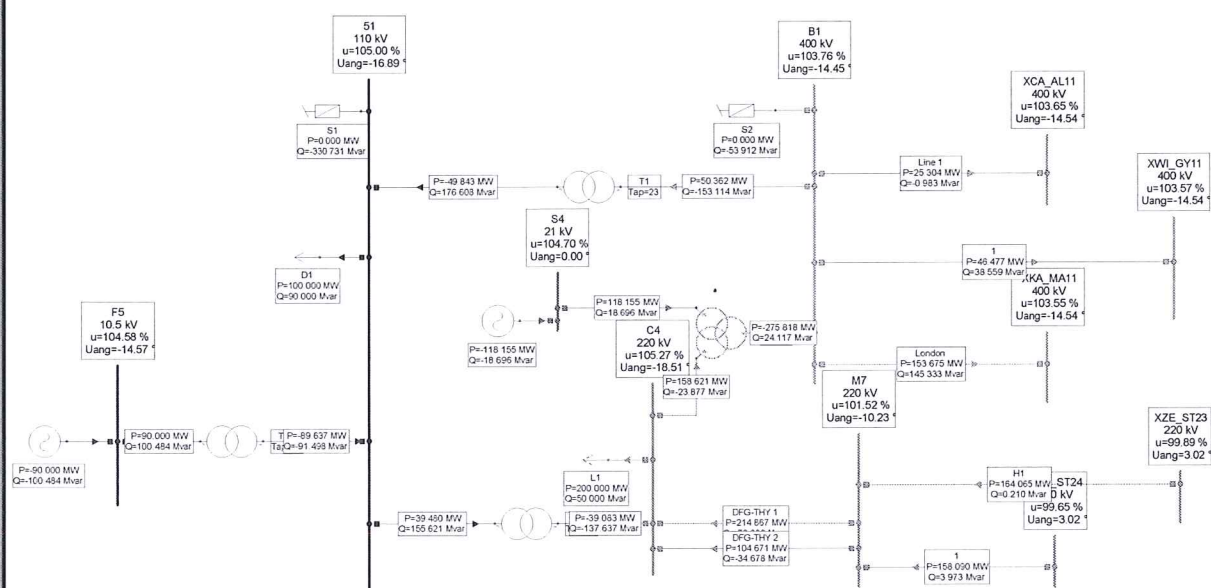 51
110 kV
u=105.00 %
Uang=-16.89 °
B1
400 kV
u=103.76 %
Uang=-14.45 °
XCA_AL11
400 kV
u=103.65 %
Uang=-14.54 °
S1
P=0.000 MW
Q=-330.731 Mvar
S2
P=0.000 MW
Q=-53.912 Mvar
Line 1
P=25.304 MW
Q=-0.983 Mvar
XWI_GY11
400 kV
u=103.57 %
Uang=-14.54 °
P=-49.843 MW
Q=176.608 Mvar
T1
Tap=23
P=50.362 MW
Q=-153.114 Mvar
S4
21 kV
u=104.70 %
Uang=0.00 °
D1
P=100.000 MW
Q=90.000 Mvar
1
P=46.477 MW
Q=38.559 Mvar
XKA_MA11
400 kV
u=103.55 %
Uang=-14.54 °
F5
10.5 kV
u=104.58 %
Uang=-14.57 °
P=118.155 MW
Q=18.696 Mvar
P=-118.155 MW
Q=-18.696 Mvar
C4
220 kV
u=105.27 %
Uang=-18.51 °
P=-275.818 MW
Q=24.117 Mvar
P=158.621 MW
Q=-23.877 Mvar
London
P=153.675 MW
Q=145.333 Mvar
M7
220 kV
u=101.52 %
Uang=-10.23 °
XZE_ST23
220 kV
u=99.89 %
Uang=3.02 °
P=90.000 MW
Q=100.484 Mvar
P=-89.637 MW
Q=-91.498 Mvar
P=-90.000 MW
Q=-100.484 Mvar
L1
P=200.000 MW
Q=50.000 Mvar
H1
P=164.065 MW
Q=0.210 Mvar
_ST24
0 kV
u=99.65 %
Uang=3.02 °
P=39.480 MW
Q=155.621 Mvar
P=-39.083 MW
Q=-137.637 Mvar
DFG-THY 1
P=214.867 MW
DFG-THY 2
P=104.671 MW
Q=-34.678 Mvar
1
P=158.090 MW
Q=3.973 Mvar